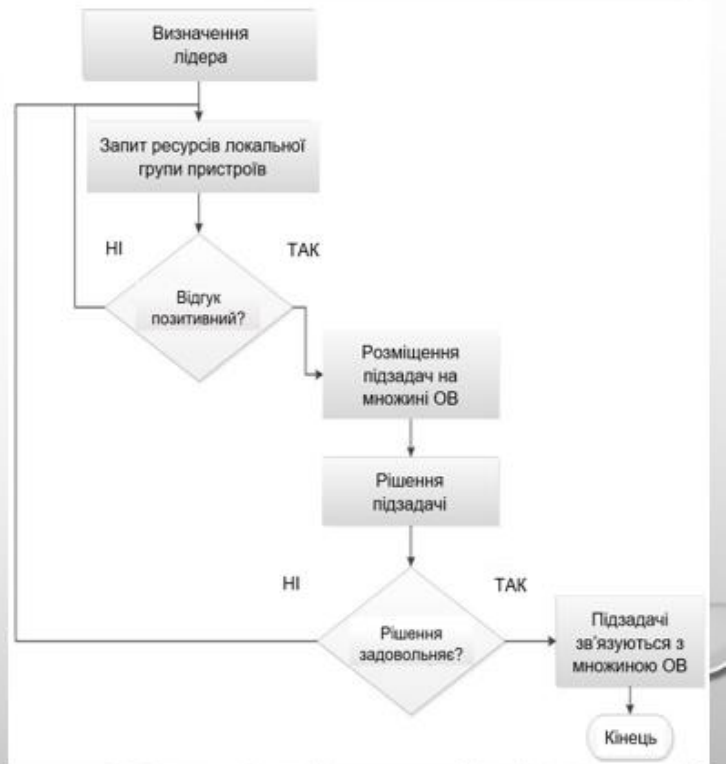 Визначення
лідера
Запит ресурсів локальної
групи пристроїв
НІ
ТАК
Відгук
позитивний?
Розміщення
підзадач на
множині ОВ
Рішення
підзадачі
НІ
ТАК
Рішення
задовольняє?
Підзадачі
зв'язуються з
множиною ОВ
Кінець